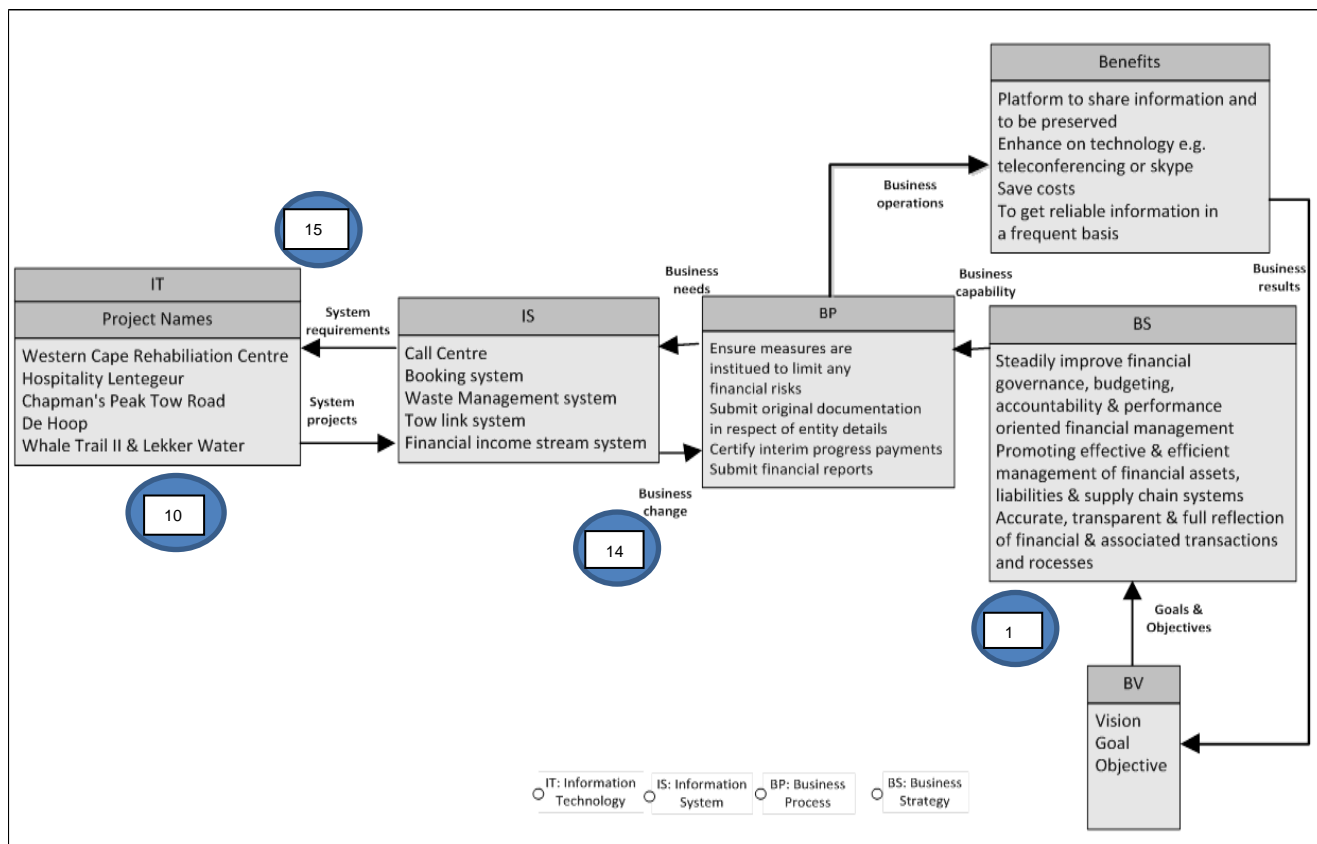 Benefits
Platform to share information and
to be preserved
Enhance on technology e.g.
teleconferencing or skype
Save costs
To get reliable information in
a frequent basis
Business
operations
Business
results
15
IT
Project Names
Western Cape Rehabiliation Centre
Hospitality Lentegeur
Chapman's Peak Tow Road
De Hoop
Whale Trail II & Lekker Water
10
System
requirements
System
projects
IS
Call Centre
Booking system
Waste Management system
Tow link system
Financial income stream system
Business
needs
Business
change
14
BP
Ensure measures are
institued to limit any
financial risks
Submit original documentation
in respect of entity details
Certify interim progress payments
Submit financial reports
Business
capability
BS
Steadily improve financial
governance, budgeting,
accountability & performance
oriented financial management
Promoting effective & efficient
management of financial assets,
liabilities & supply chain systems
Accurate, transparent & full reflection
of financial & associated transactions
and rocesses
1
Goals &
Objectives
BV
Vision
Goal
Objective
IT: Information
Technology
IS: Information
System
BP: Business
Process
BS: Business
Strategy